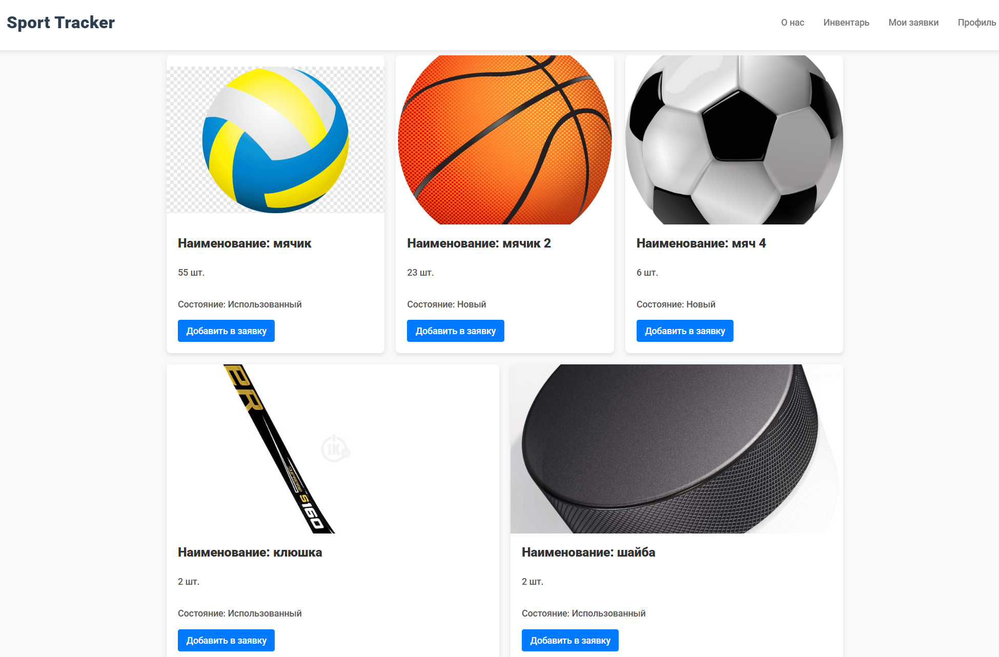 Sport Tracker
О нас
Инвентарь
Мои заявки
Профиль
Наименование: мячик
55 шт.
Состояние: Использованный
Добавить в заявку
Наименование: мячик 2
23 шт.
Состояние: Новый
Добавить в заявку
Наименование: мяч 4
6 шт.
Состояние: Новый
Добавить в заявку
ER
SUPREME
S160
1K
Наименование: клюшка
2 шт.
Состояние: Использованный
Добавить в заявку
Наименование: шайба
2 шт.
Состояние: Использованный
Добавить в заявку